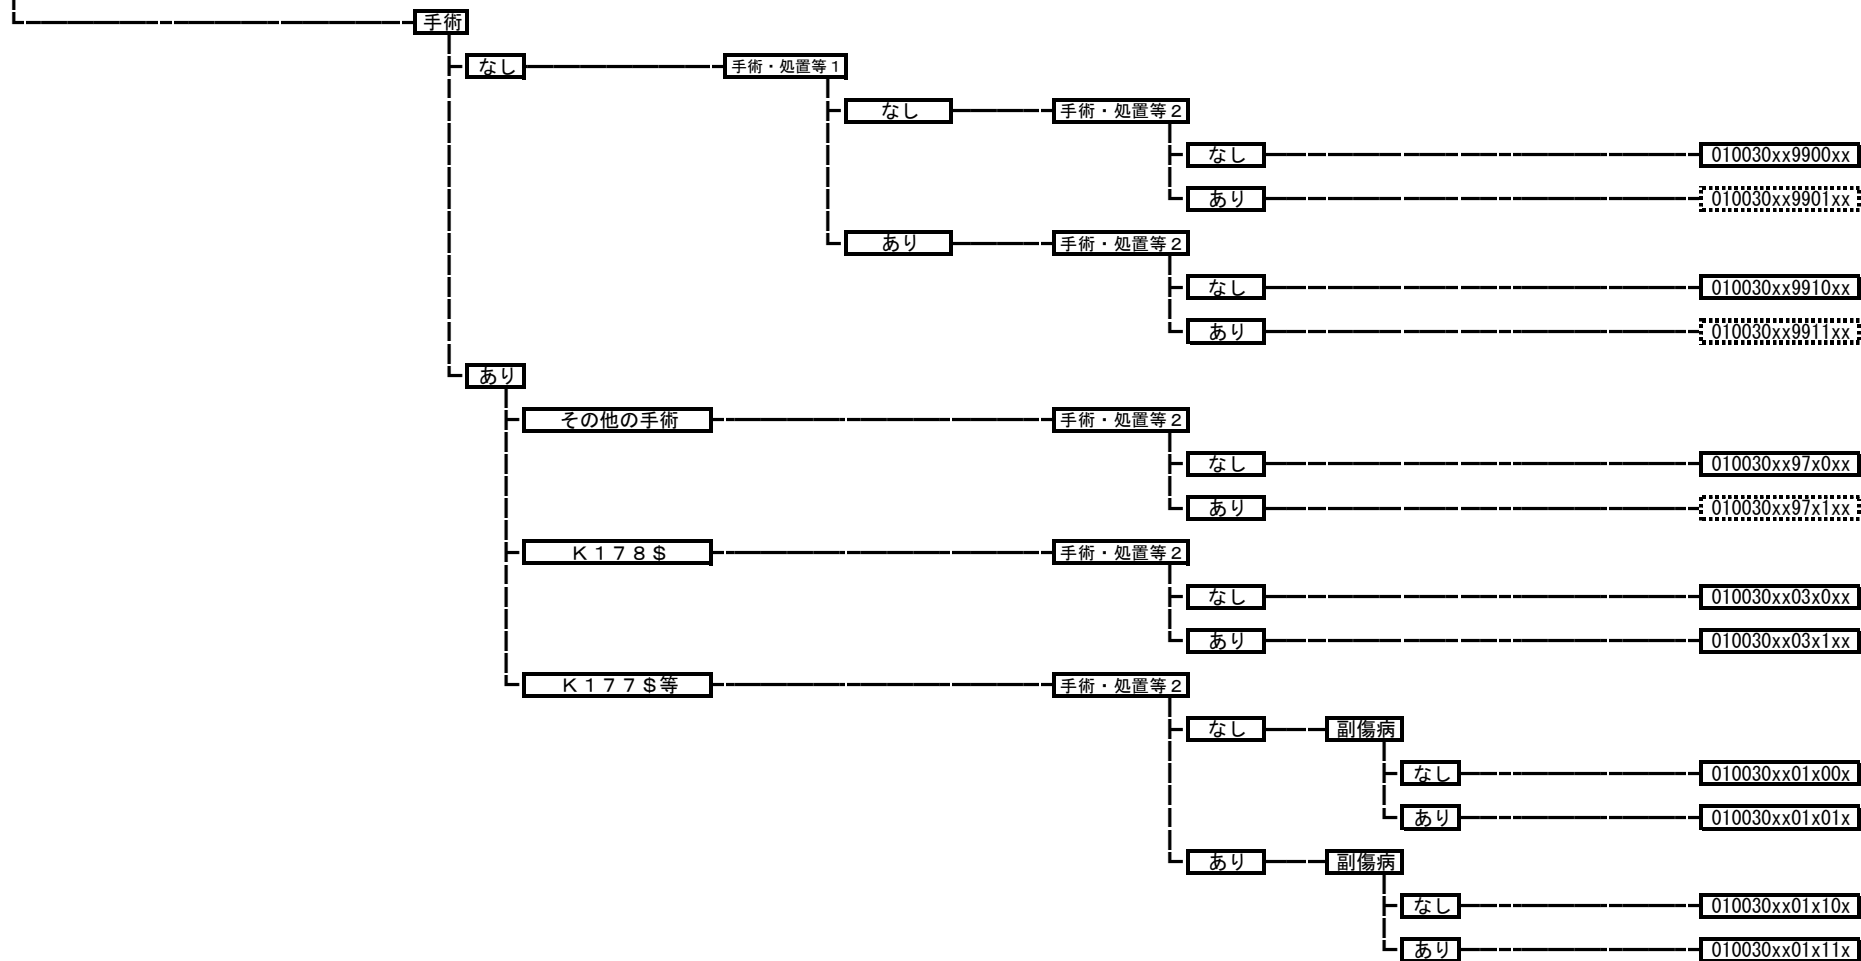 手術
なし 手術・処置等1
なし 手術・処置等2
なし 010030xx9900xx
あり 010030xx9901xx
あり 手術・処置等2
なし 010030xx9910xx
あり 010030xx9911xx
あり
その他の手術 手術・処置等2
なし 010030xx97x0xx
あり 010030xx97x1xx
K178$ 手術・処置等2
なし 010030xx03x0xx
あり 010030xx03x1xx
K177$等 手術・処置等2
なし 副傷病
なし 010030xx01x00x
あり 010030xx01x01x
あり 副傷病
なし 010030xx01x10x
あり 010030xx01x11x